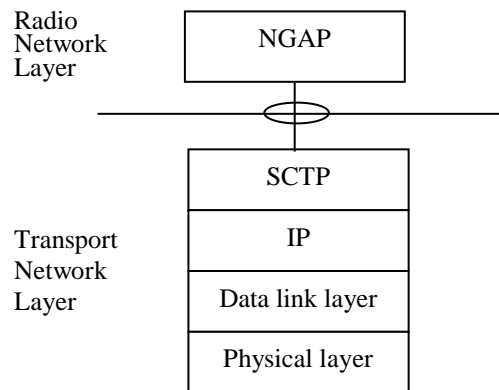 Radio
Network
Layer
NGAP
SCTP
IP
Transport
Network
Layer
Data link layer
Physical layer